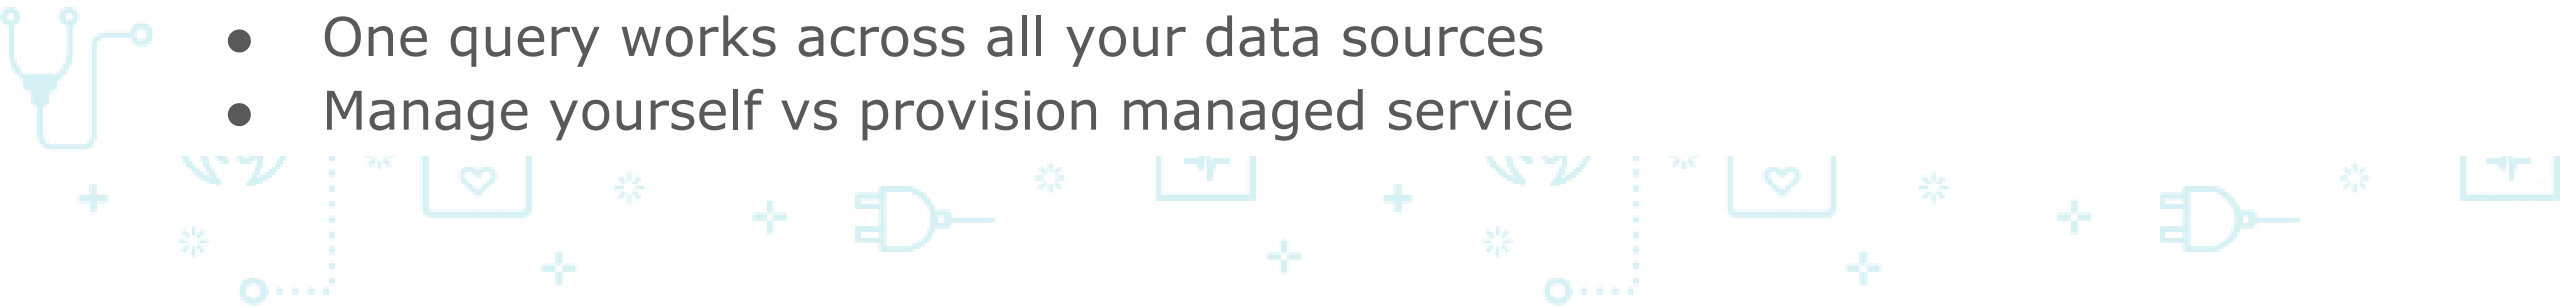 ● One query works across all your data sources
● Manage yourself vs provision managed service